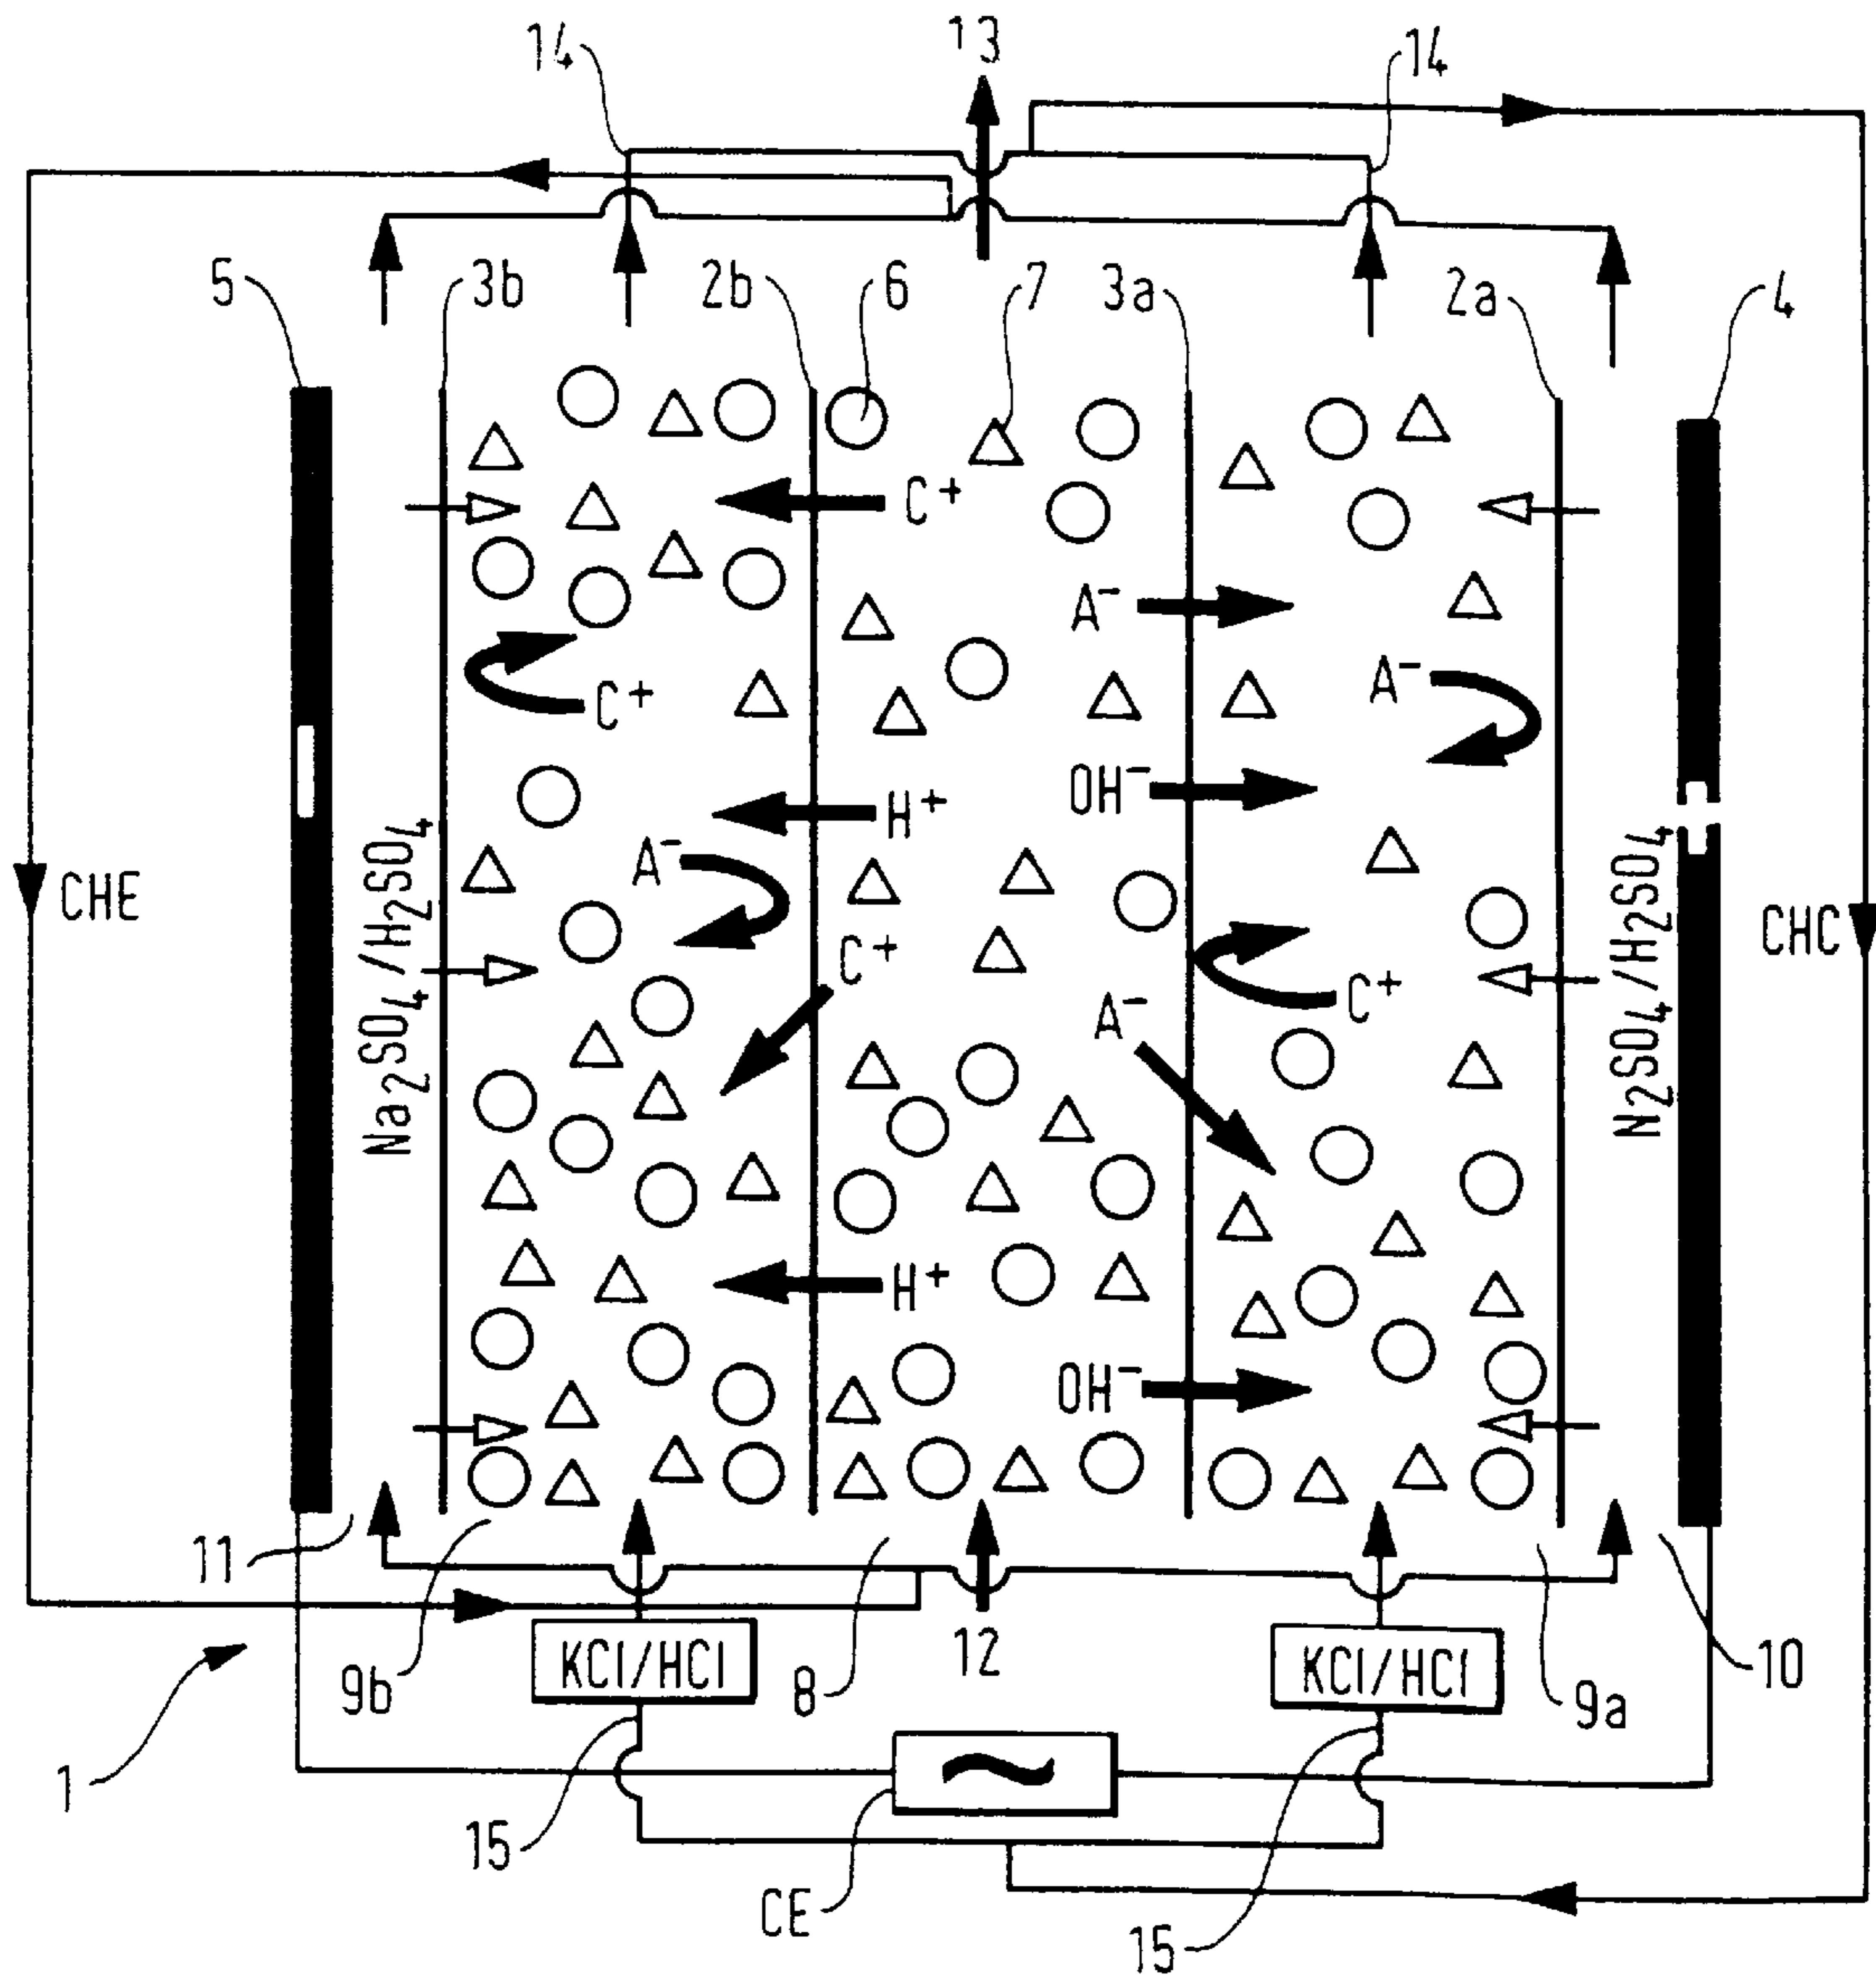 14
13
14
5
3b
2b
6
7
3a
2a
4
C⁺
A⁻
C⁺
A⁻
H⁺
OH⁻
A⁻
C⁺
A⁻
C⁺
CHE
Na₂SO₄/H₂SO₄
N₂SO₄/H₂SO₄
CHC
H⁺
OH⁻
11
9b
KCl/HCl
8
12
KCl/HCl
9a
10
1
15
CE
15